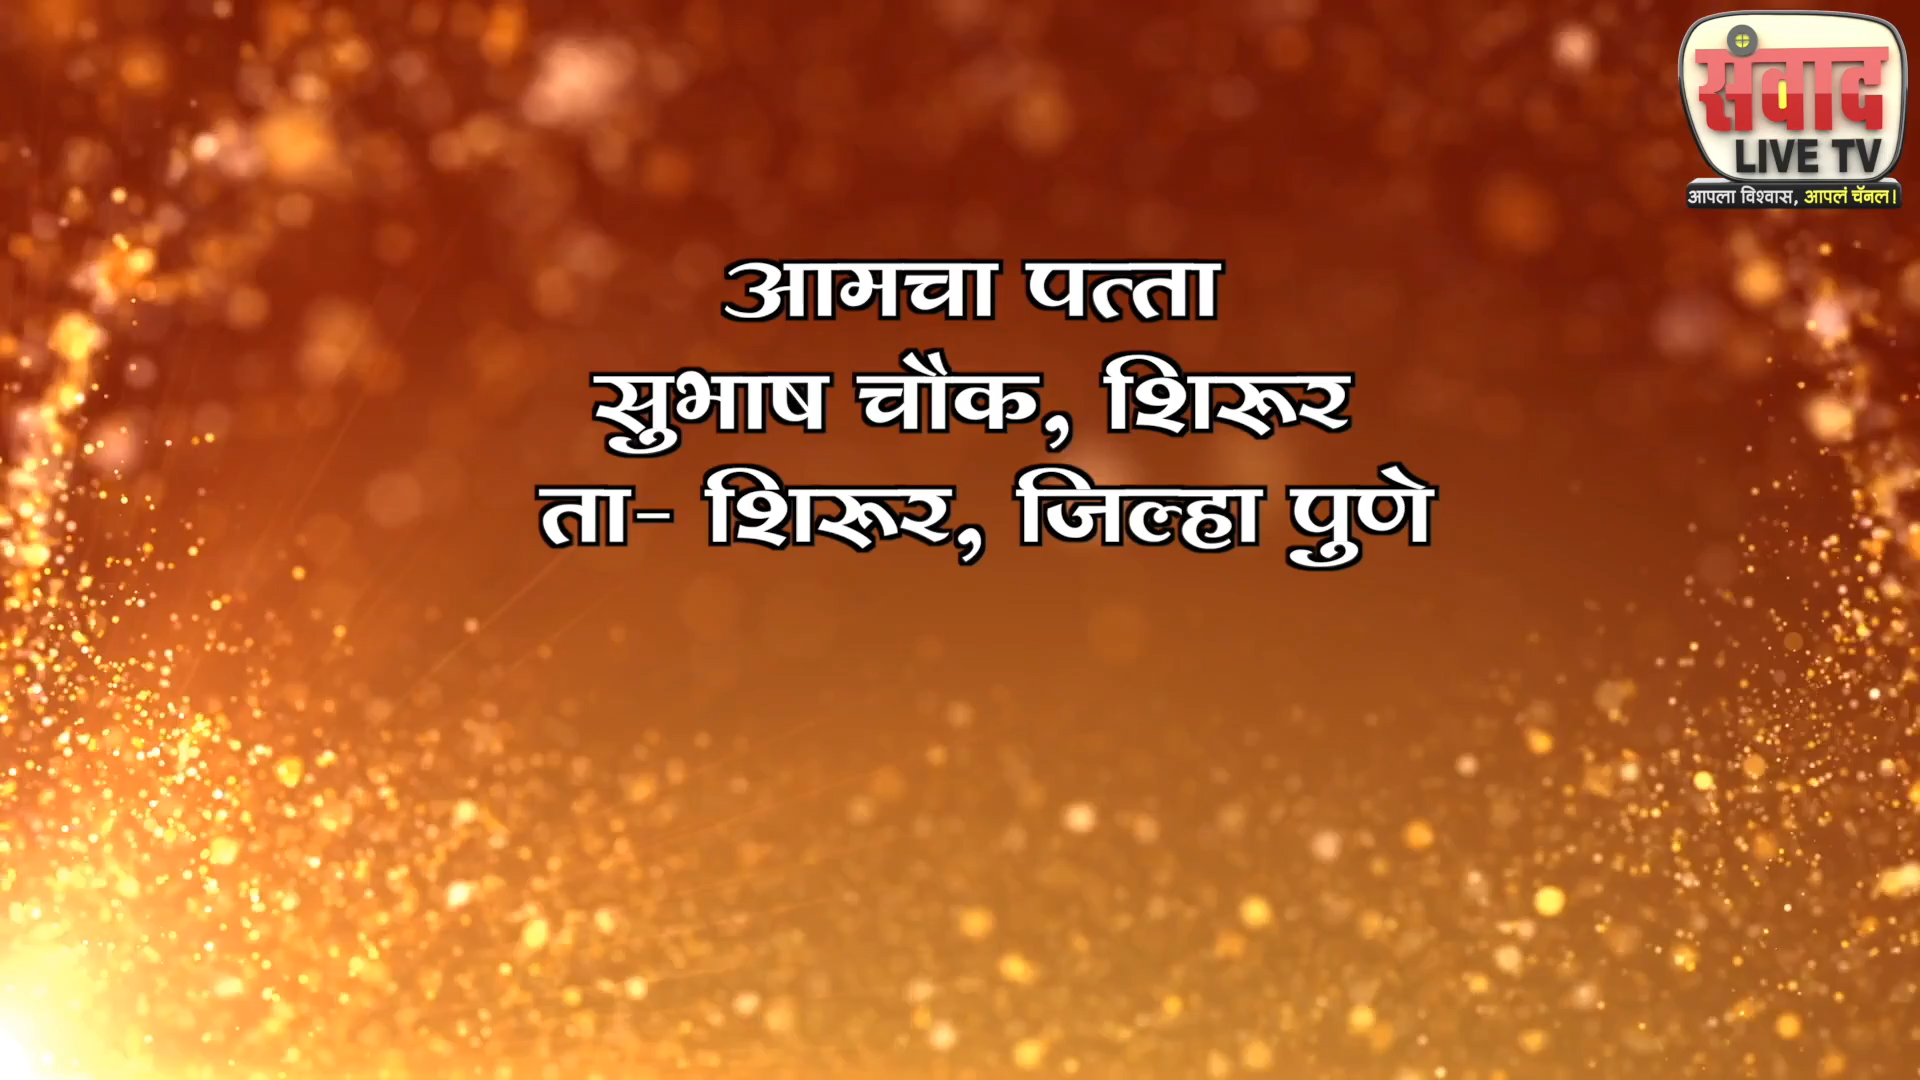 संवाद
LIVE TV
आपला विश्वास, आपलं चॅनल!
आमचा पत्ता
सुभाष चौक, शिरूर
ता- शिरूर, जिल्हा पुणे